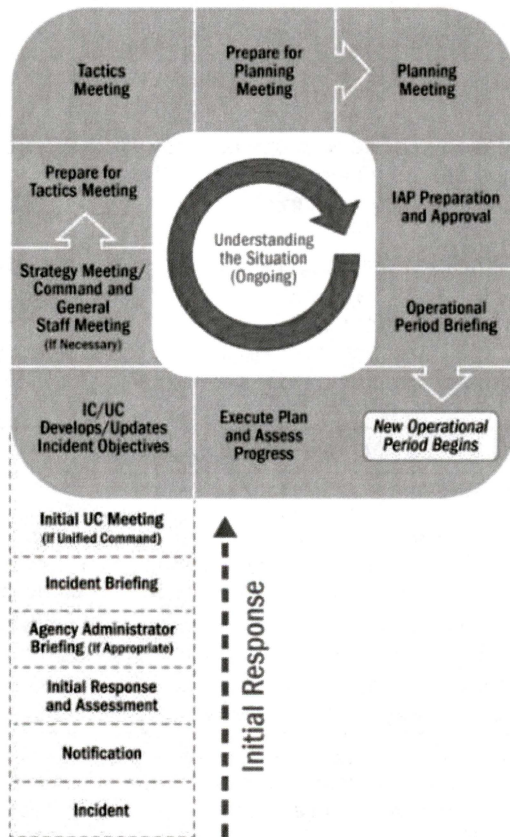 Tactics
Meeting
Prepare for
Planning
Meeting
Planning
Meeting
Prepare for
Tactics Meeting
IAP Preparation
and Approval
Understanding
the Situation
(Ongoing)
Strategy Meeting/
Command and
General
Staff Meeting
(If Necessary)
Operational
Period Briefing
IC/UC
Develops/Updates
Incident Objectives
Execute Plan
and Assess
Progress
New Operational
Period Begins
Initial UC Meeting
(If Unified Command)
Incident Briefing
Agency Administrator
Briefing (If Appropriate)
Initial Response
and Assessment
Notification
Incident
Initial Response